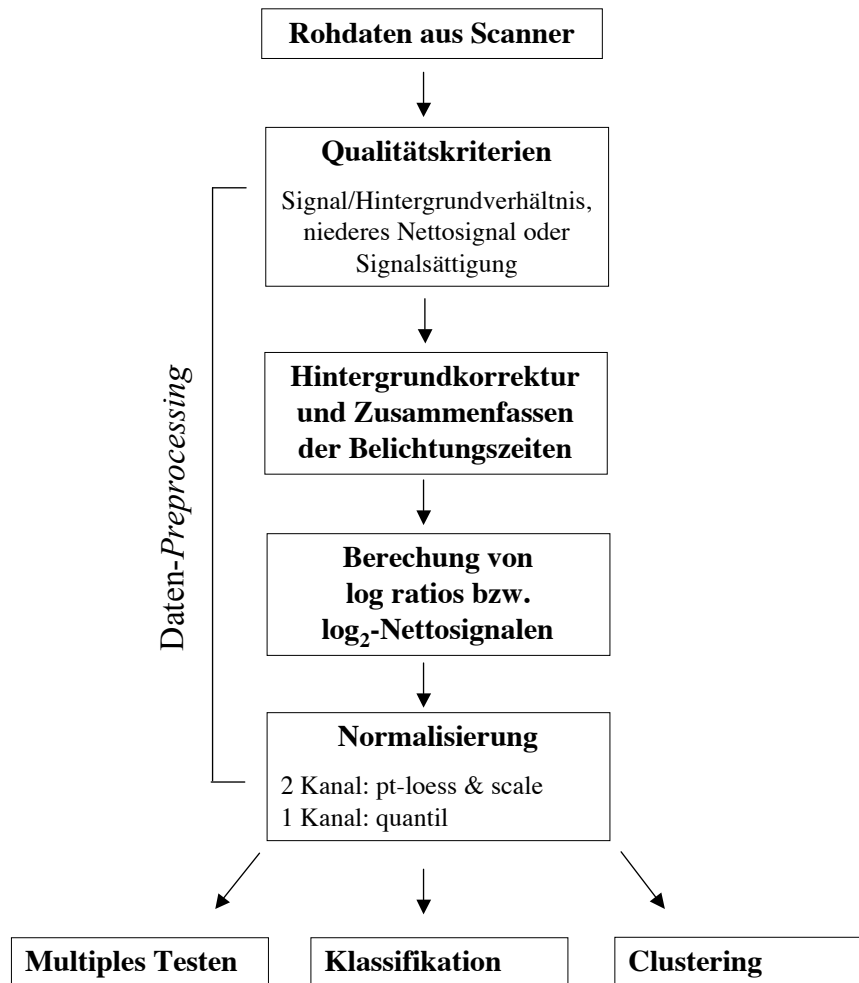 Rohdaten aus Scanner
Qualitätskriterien
Signal/Hintergrundverhältnis,
niederes Nettosignal oder
Signalsättigung
Daten-Preprocessing
Hintergrundkorrektur
und Zusammenfassen
der Belichtungszeiten
Berechung von
log ratios bzw.
log₂-Nettosignalen
Normalisierung
2 Kanal: pt-loess & scale
1 Kanal: quantil
Multiples Testen
Klassifikation
Clustering